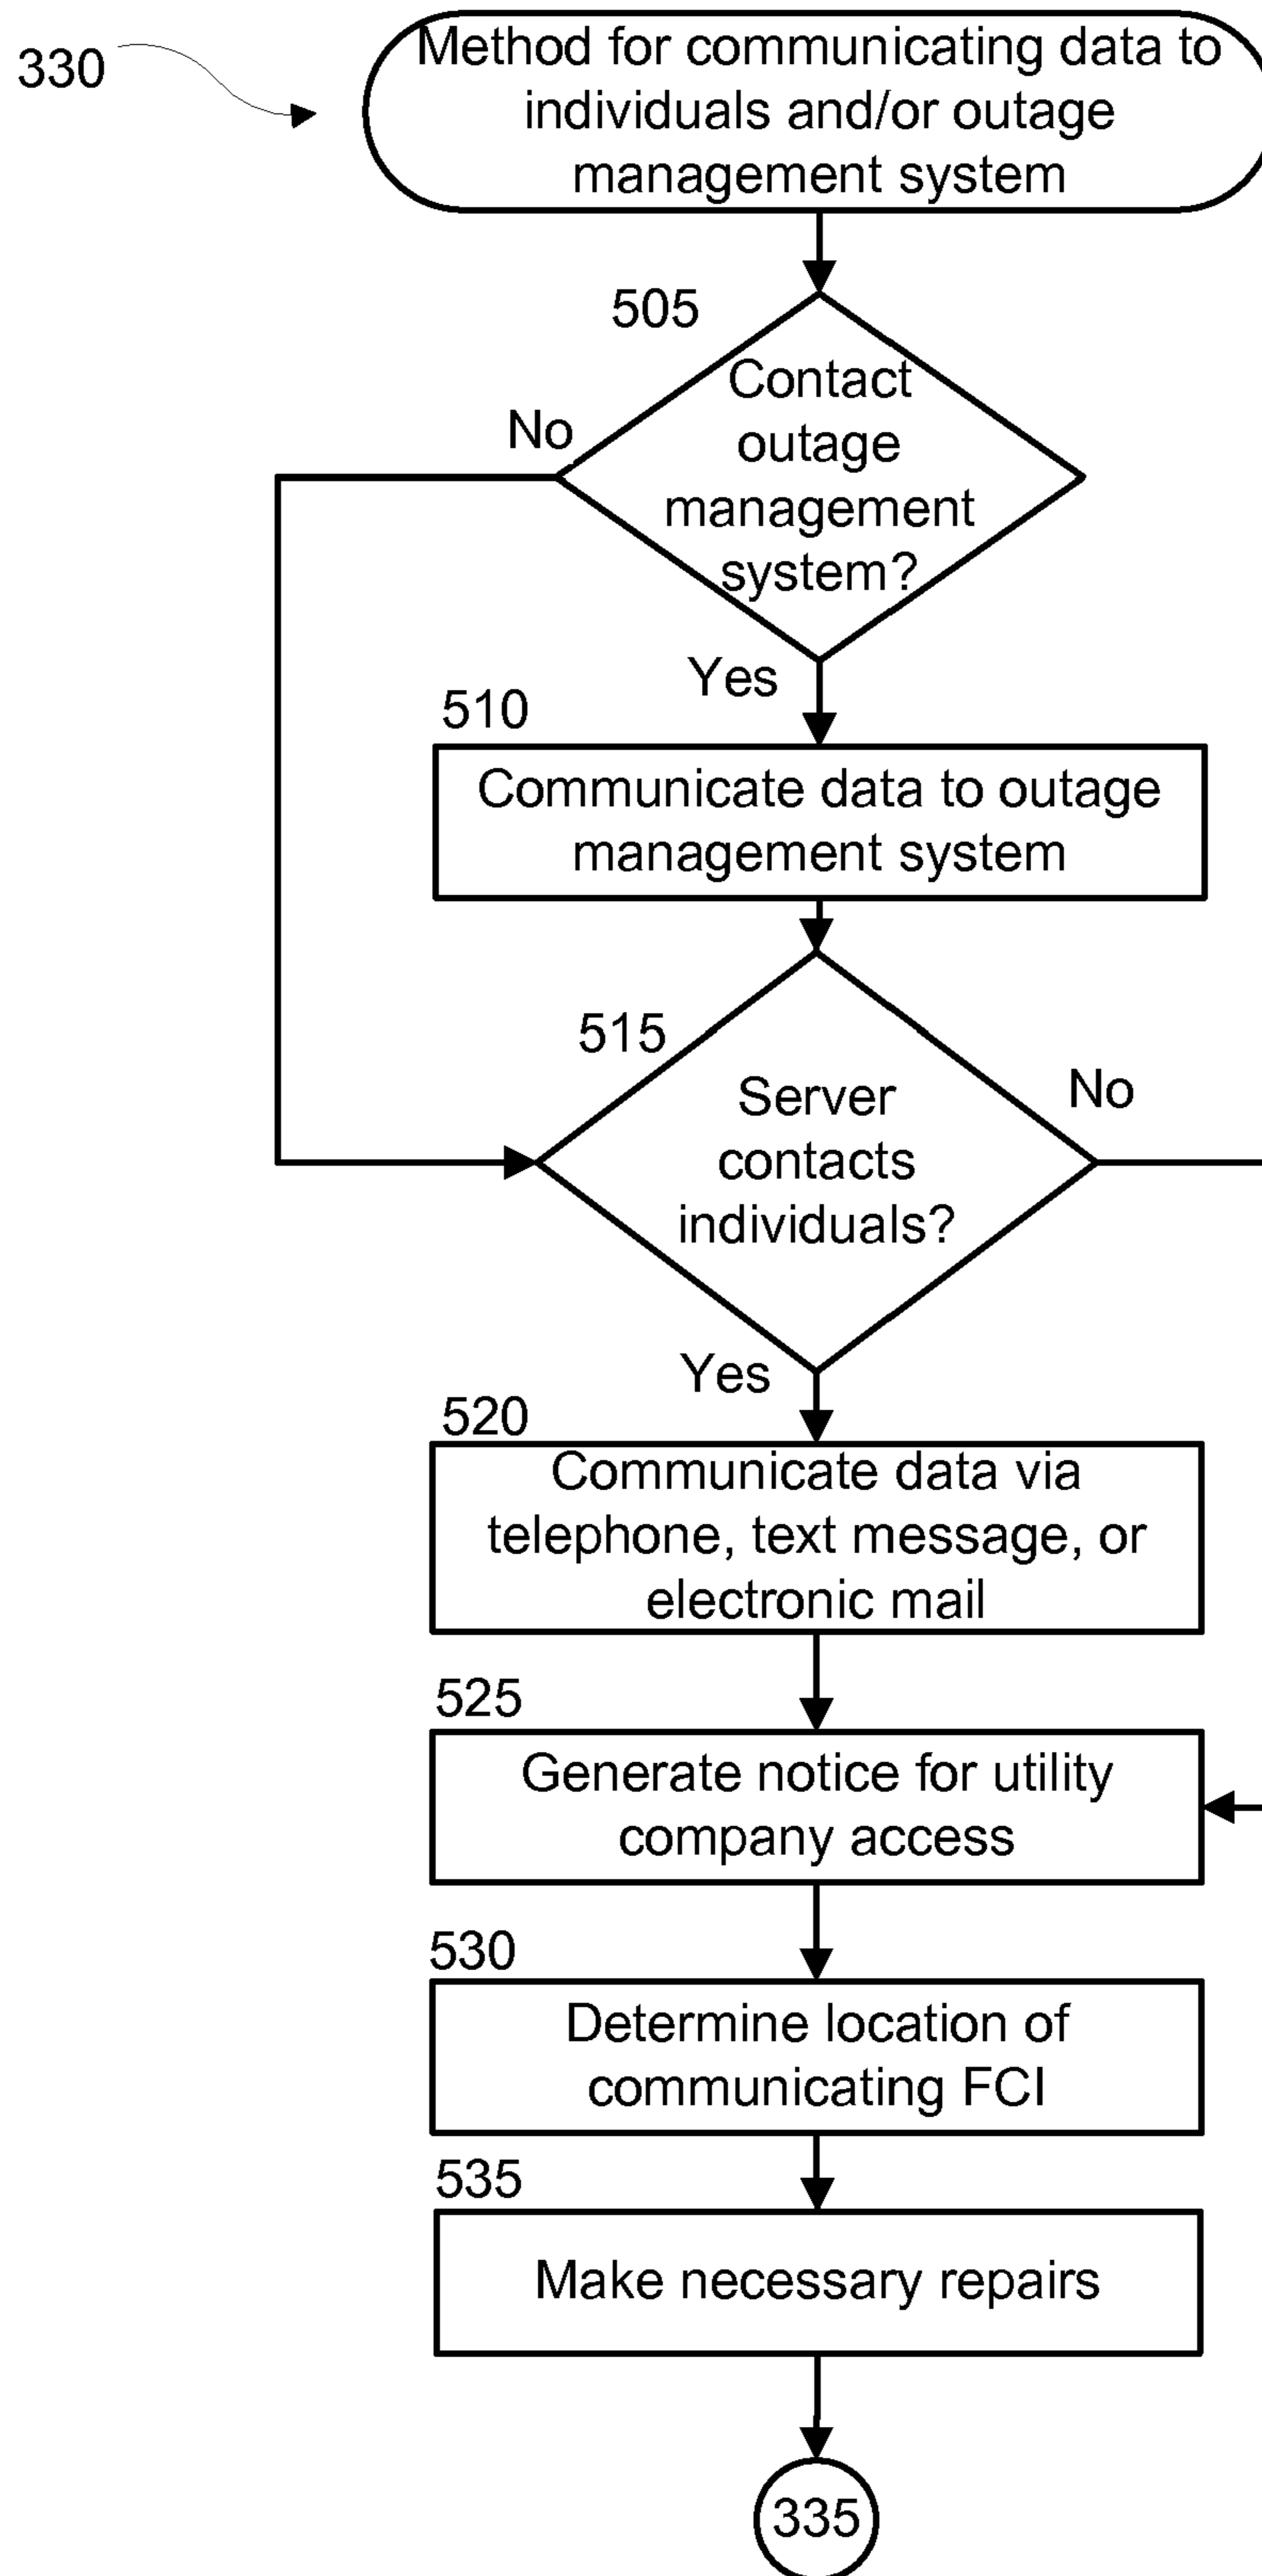 330
Method for communicating data to
individuals and/or outage
management system
505
Contact
outage
management
system?
No
Yes
510
Communicate data to outage
management system
515
Server
contacts
individuals?
No
Yes
520
Communicate data via
telephone, text message, or
electronic mail
525
Generate notice for utility
company access
530
Determine location of
communicating FCI
535
Make necessary repairs
335